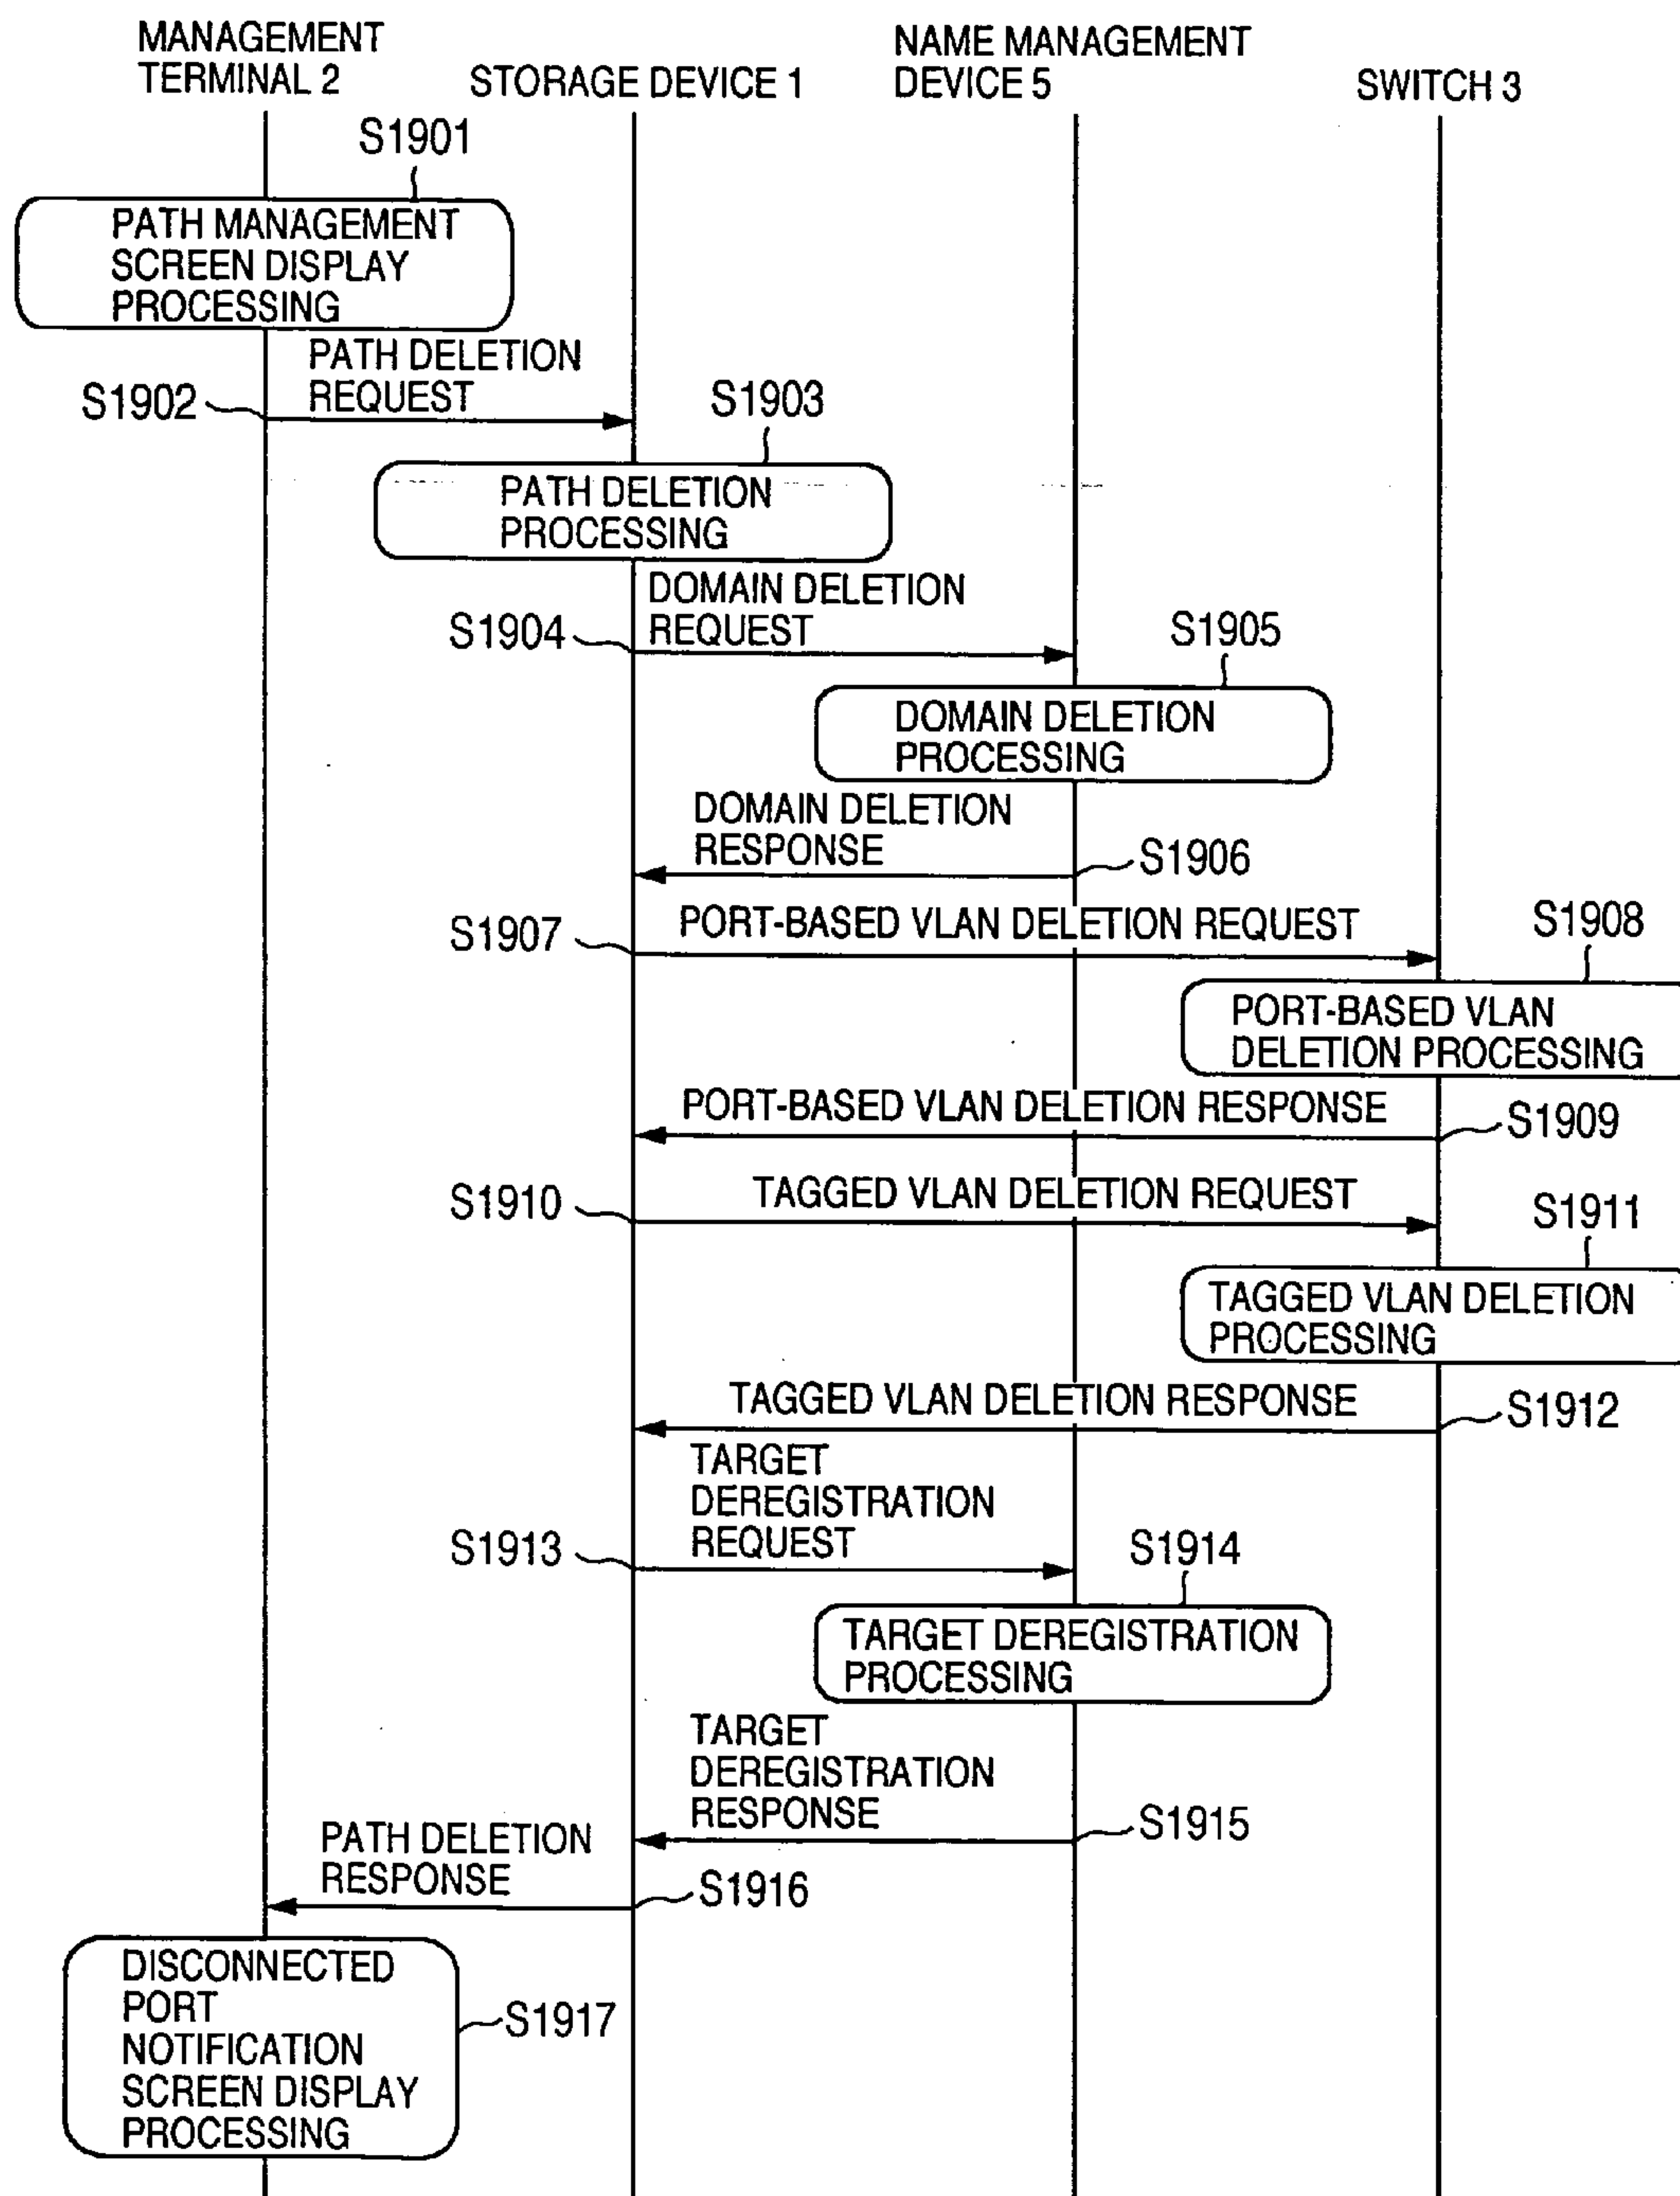 MANAGEMENT
TERMINAL 2
STORAGE DEVICE 1
NAME MANAGEMENT
DEVICE 5
SWITCH 3
S1901
PATH MANAGEMENT
SCREEN DISPLAY
PROCESSING
PATH DELETION
REQUEST
S1902
S1903
PATH DELETION
PROCESSING
DOMAIN DELETION
REQUEST
S1904
S1905
DOMAIN DELETION
PROCESSING
DOMAIN DELETION
RESPONSE
S1906
S1907
PORT-BASED VLAN DELETION REQUEST
S1908
PORT-BASED VLAN
DELETION PROCESSING
PORT-BASED VLAN DELETION RESPONSE
S1909
S1910
TAGGED VLAN DELETION REQUEST
S1911
TAGGED VLAN DELETION
PROCESSING
TAGGED VLAN DELETION RESPONSE
S1912
TARGET
DEREGISTRATION
REQUEST
S1913
S1914
TARGET DEREGISTRATION
PROCESSING
TARGET
DEREGISTRATION
RESPONSE
S1915
PATH DELETION
RESPONSE
S1916
DISCONNECTED
PORT
NOTIFICATION
SCREEN DISPLAY
PROCESSING
S1917